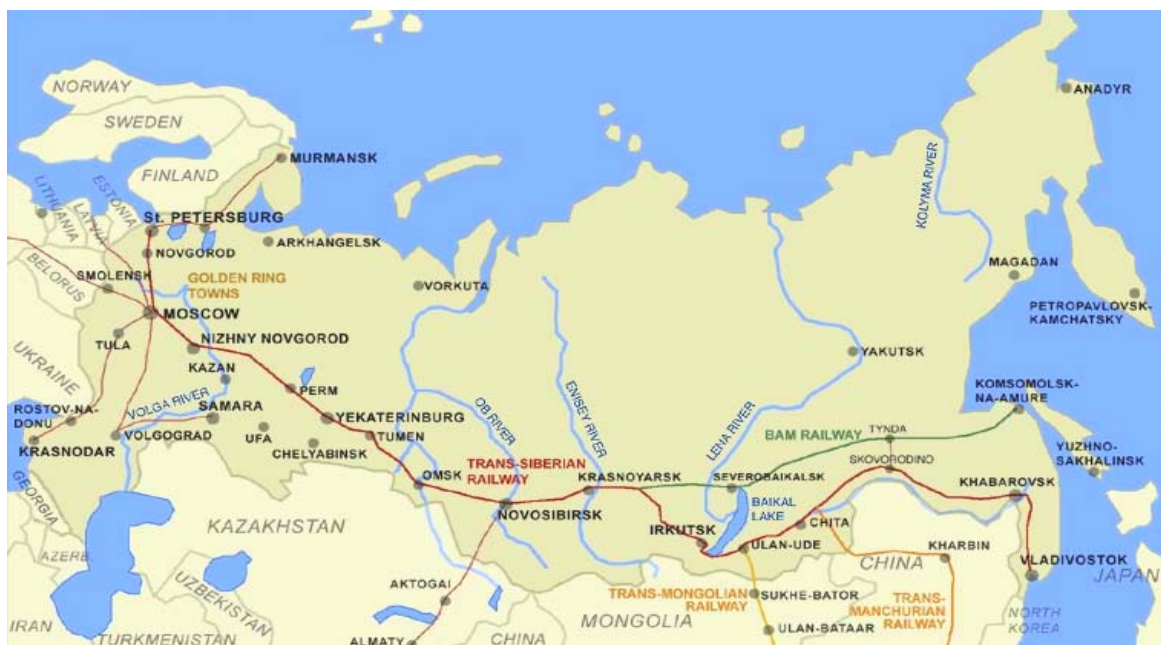 NORWAY
SWEDEN
FINLAND
MURMANSK
ANADYR
KOLYMA RIVER
LITHUANIA
LATVIA
ESTONIA
St. PETERSBURG
ARKHANGELSK
NOVGOROD
BELORUS
SMOLENSK
GOLDEN RING
TOWNS
VORKUTA
MAGADAN
PETROPAVLOVSK-
KAMCHATSKY
MOSCOW
NIZHNY NOVGOROD
TULA
UKRAINE
KAZAN
PERM
YAKUTSK
ENISEY RIVER
OB RIVER
LENA RIVER
KOMSOMOLSK-
NA-AMURE
ROSTOV-NA-
DONU
VOLGA RIVER
SAMARA
YEKATERINBURG
KRASNODAR
VOLGOGRAD
UFA
TUMEN
CHELYABINSK
BAM RAILWAY
TYNDA
YUZHNO-
SAKHALINSK
GEORGIA
OMSK
TRANS-SIBERIAN
RAILWAY
KRASNOYARSK
SEVEROBAIKALSK
SKOVORODINO
KHABAROVSK
NOVOSIBIRSK
BAIKAL
LAKE
KAZAKHSTAN
IRKUTSK
CHITA
ULAN-UDE
AZERB.
CHINA
KHARBIN
VLADIVOSTOK
JAPAN
UZBEKISTAN
AKTOGAI
TRANS-MONGOLIAN
RAILWAY
SUKHE-BATOR
TRANS-
MANCHURIAN
RAILWAY
NORTH
KOREA
IRAN
TURKMENISTAN
ALMATY
CHINA
MONGOLIA
ULAN-BATAAR